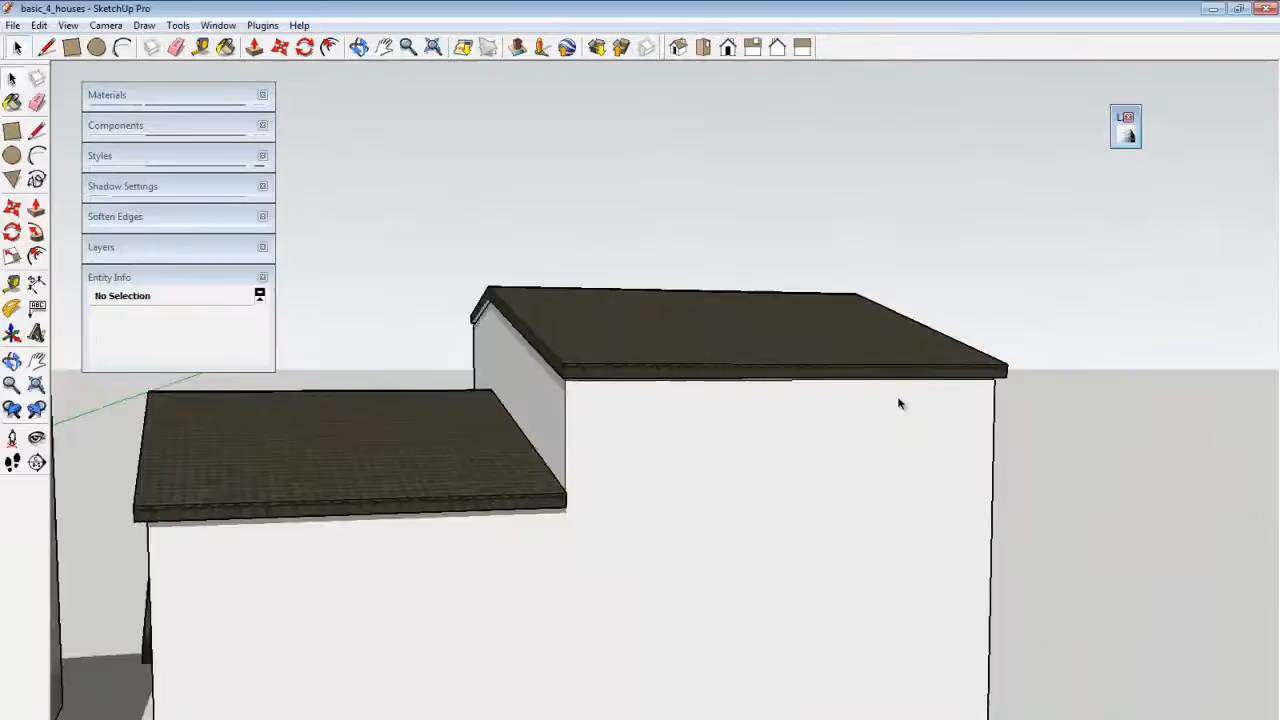 basic_4_houses - SketchUp Pro
File Edit View Camera Draw Tools Window Plugins Help
Materials
Components
Styles
Shadow Settings
Soften Edges
Layers
Entity Info
No Selection
ABC